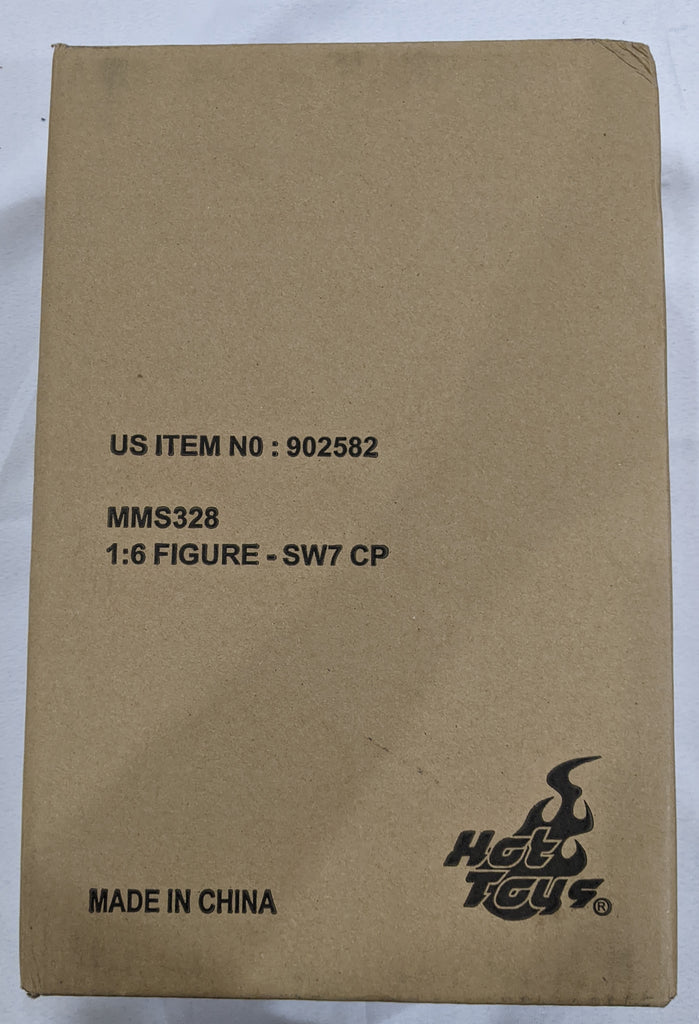 US ITEM N0 : 902582
MMS328
1:6 FIGURE - SW7 CP
Hot
Toys®
MADE IN CHINA